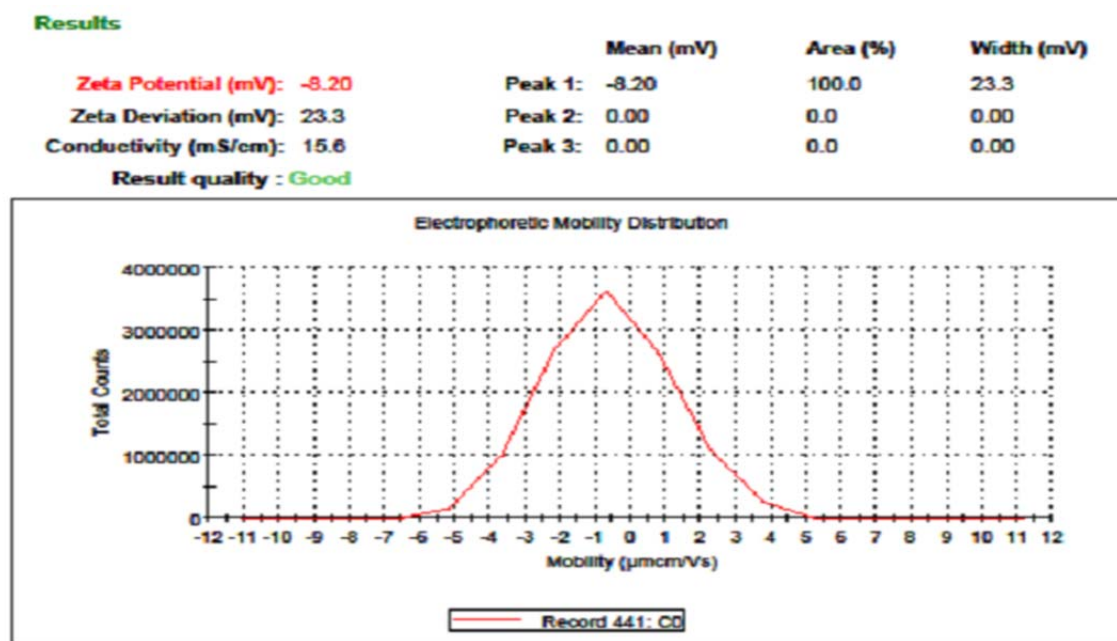 Results
Mean (mV) Area (%) Width (mV)
Zeta Potential (mV): -8.20 Peak 1: -8.20 100.0 23.3
Zeta Deviation (mV): 23.3 Peak 2: 0.00 0.0 0.00
Conductivity (mS/cm): 15.6 Peak 3: 0.00 0.0 0.00
Result quality : Good
Electrophoretic Mobility Distribution
4000000
3000000
2000000
1000000
0
Total Counts
-12 -11 -10 -9 -8 -7 -6 -5 -4 -3 -2 -1 0 1 2 3 4 5 6 7 8 9 10 11 12
Mobility (µmcm/Vs)
Record 441: C0